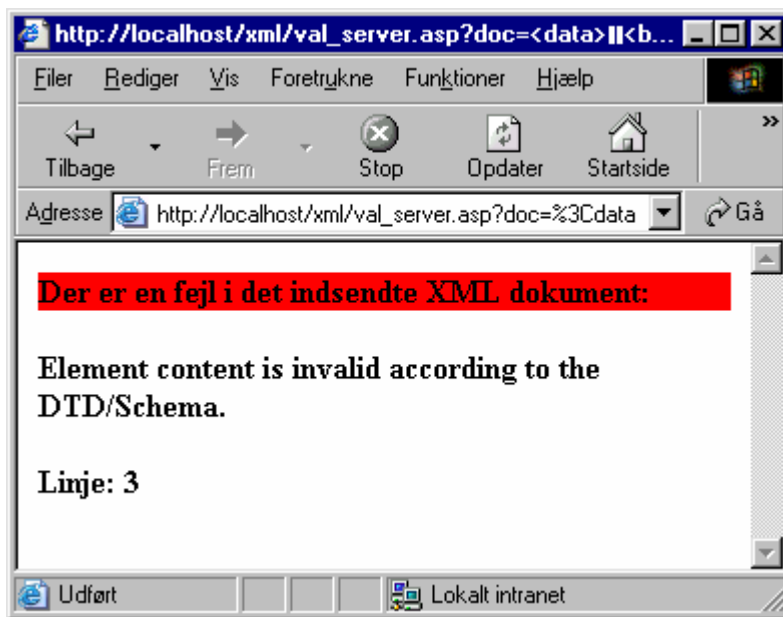 http://localhost/xml/val_server.asp?doc=<data>||<b...
Filer Rediger Vis Foretrukne Funktioner Hjælp
Tilbage Frem Stop Opdater Startside »
Adresse http://localhost/xml/val_server.asp?doc=%3Cdata Gå
Der er en fejl i det indsendte XML dokument:
Element content is invalid according to the
DTD/Schema.
Linje: 3
Udført Lokalt intranet